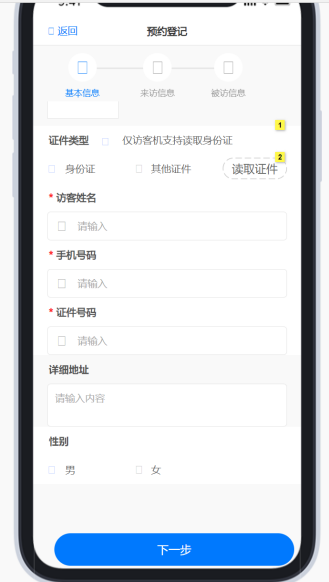 返回
预约登记
基本信息
来访信息
被访信息
1
证件类型 仅访客机支持读取身份证
2
身份证 其他证件 读取证件
* 访客姓名
请输入
* 手机号码
请输入
* 证件号码
请输入
详细地址
请输入内容
性别
男 女
下一步